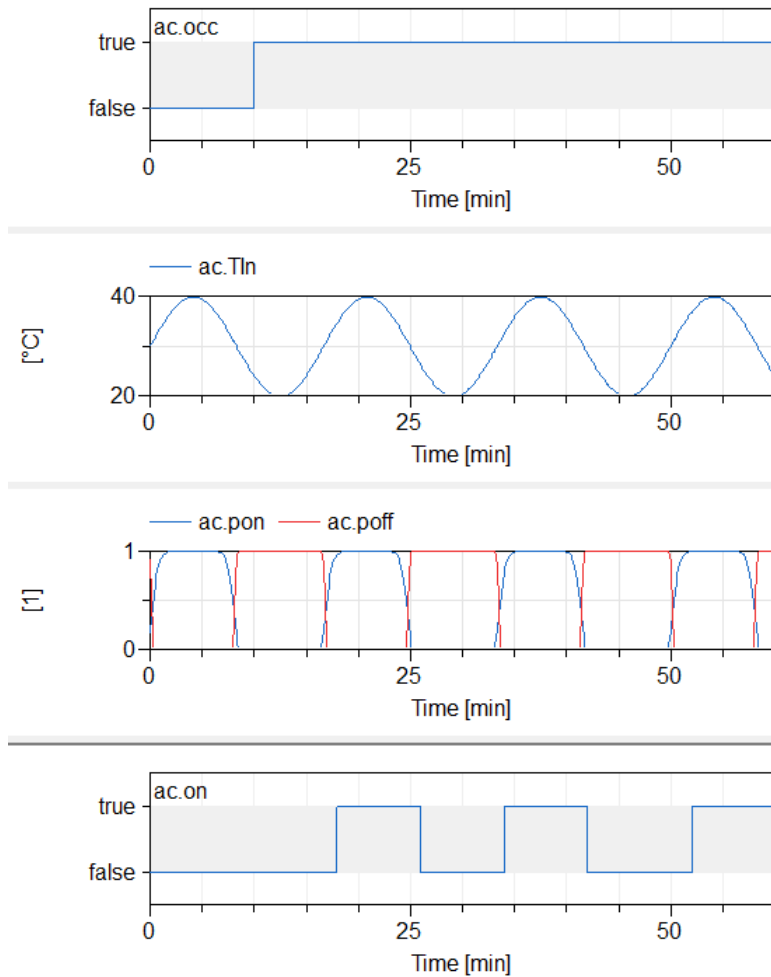 ac.occ
true
false
0 25 50
Time [min]
ac.TIn
[°C]
40
20
0 25 50
Time [min]
ac.pon ac.poff
[1]
1
0
0 25 50
Time [min]
ac.on
true
false
0 25 50
Time [min]